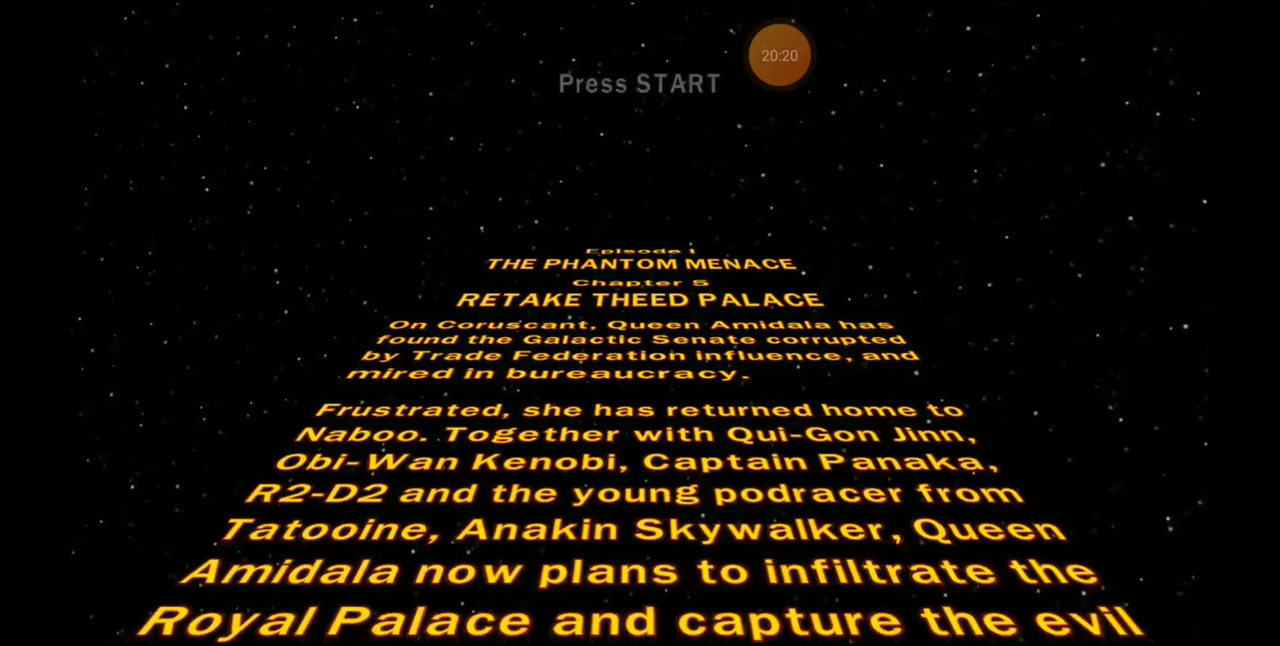 20:20
Press START
Episode I
THE PHANTOM MENACE
Chapter 5
RETAKE THEED PALACE
On Coruscant, Queen Amidala has
found the Galactic Senate corrupted
by Trade Federation influence, and
mired in bureaucracy.
Frustrated, she has returned home to
Naboo. Together with Qui-Gon Jinn,
Obi-Wan Kenobi, Captain Panaka,
R2-D2 and the young podracer from
Tatooine, Anakin Skywalker, Queen
Amidala now plans to infiltrate the
Royal Palace and capture the evil